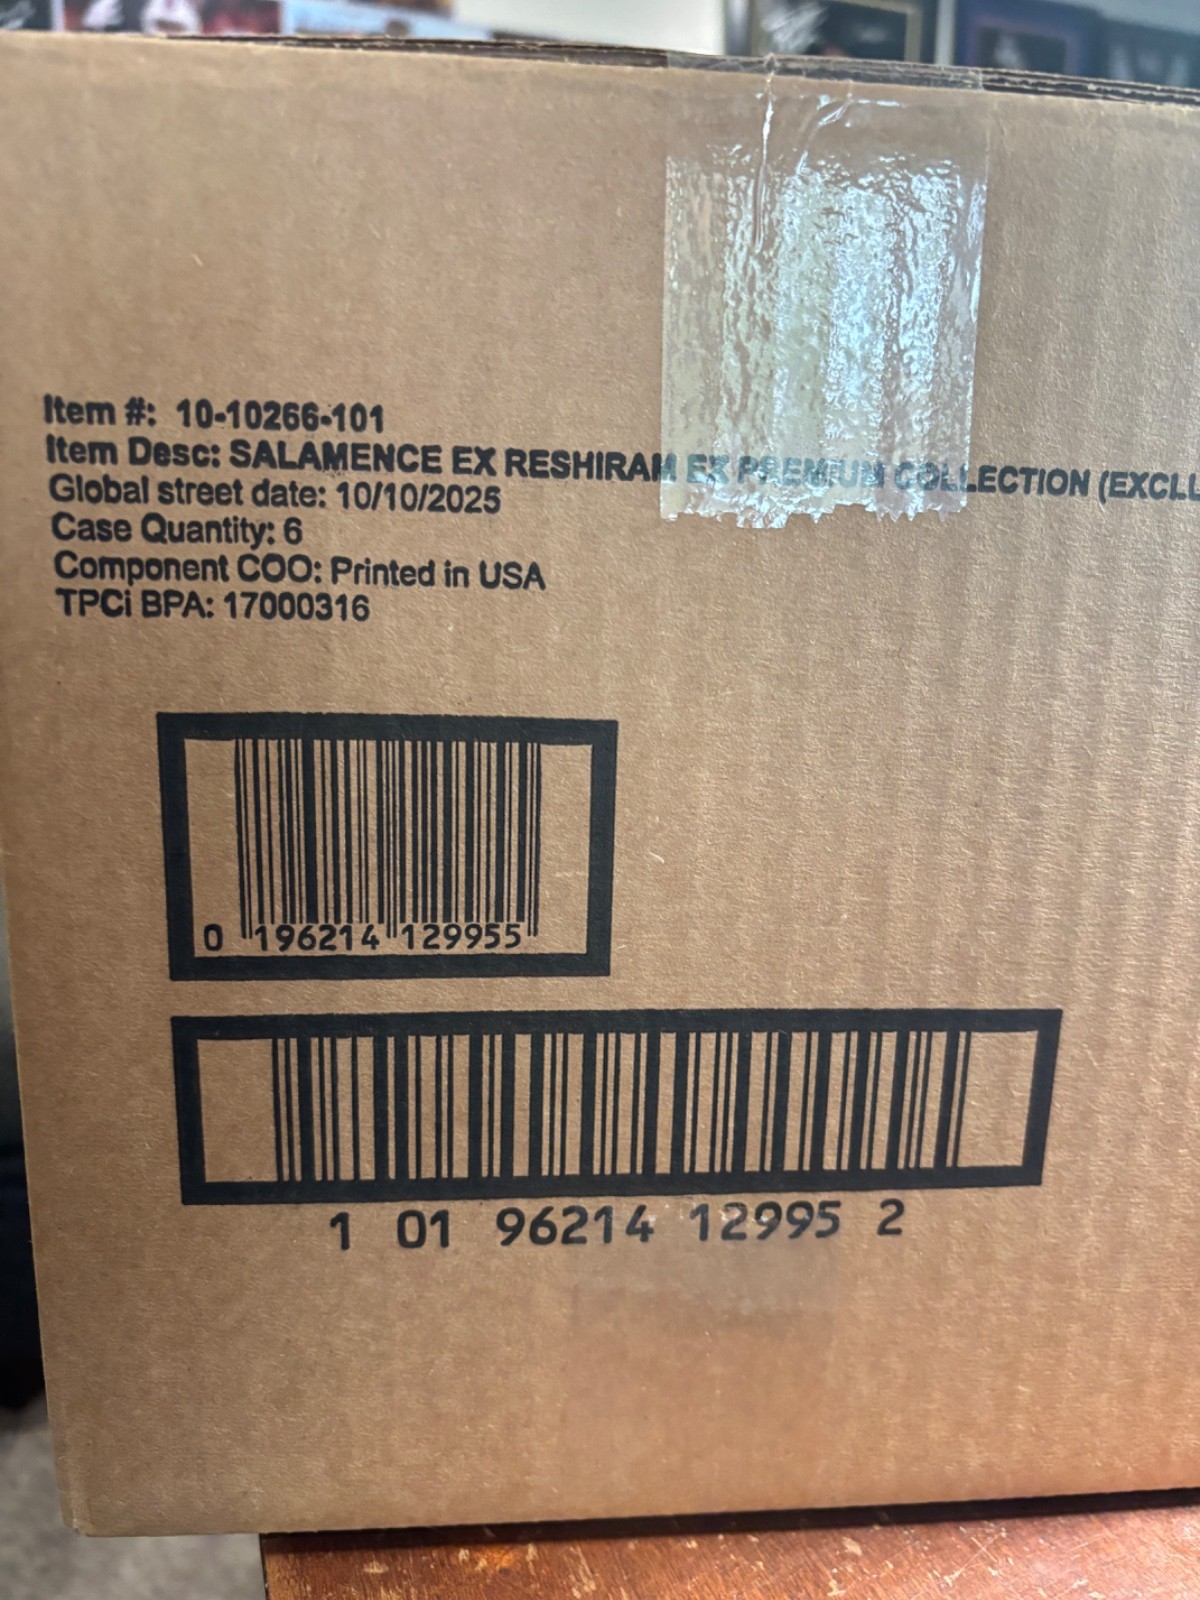 Item #: 10-10266-101
Item Desc: SALAMENCE EX RESHIRAM EX PREMIUM COLLECTION (EXCLU
Global street date: 10/10/2025
Case Quantity: 6
Component COO: Printed in USA
TPCi BPA: 17000316
0 196214 129955
1 01 96214 12995 2